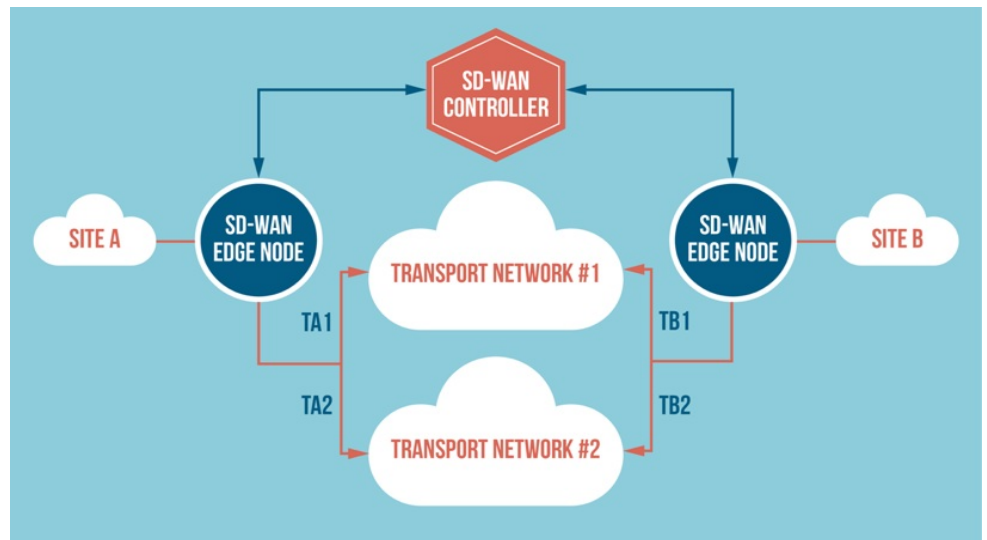 SD-WAN
CONTROLLER
SITE A
SD-WAN
EDGE NODE
TRANSPORT NETWORK #1
SD-WAN
EDGE NODE
SITE B
TA1
TB1
TA2
TB2
TRANSPORT NETWORK #2